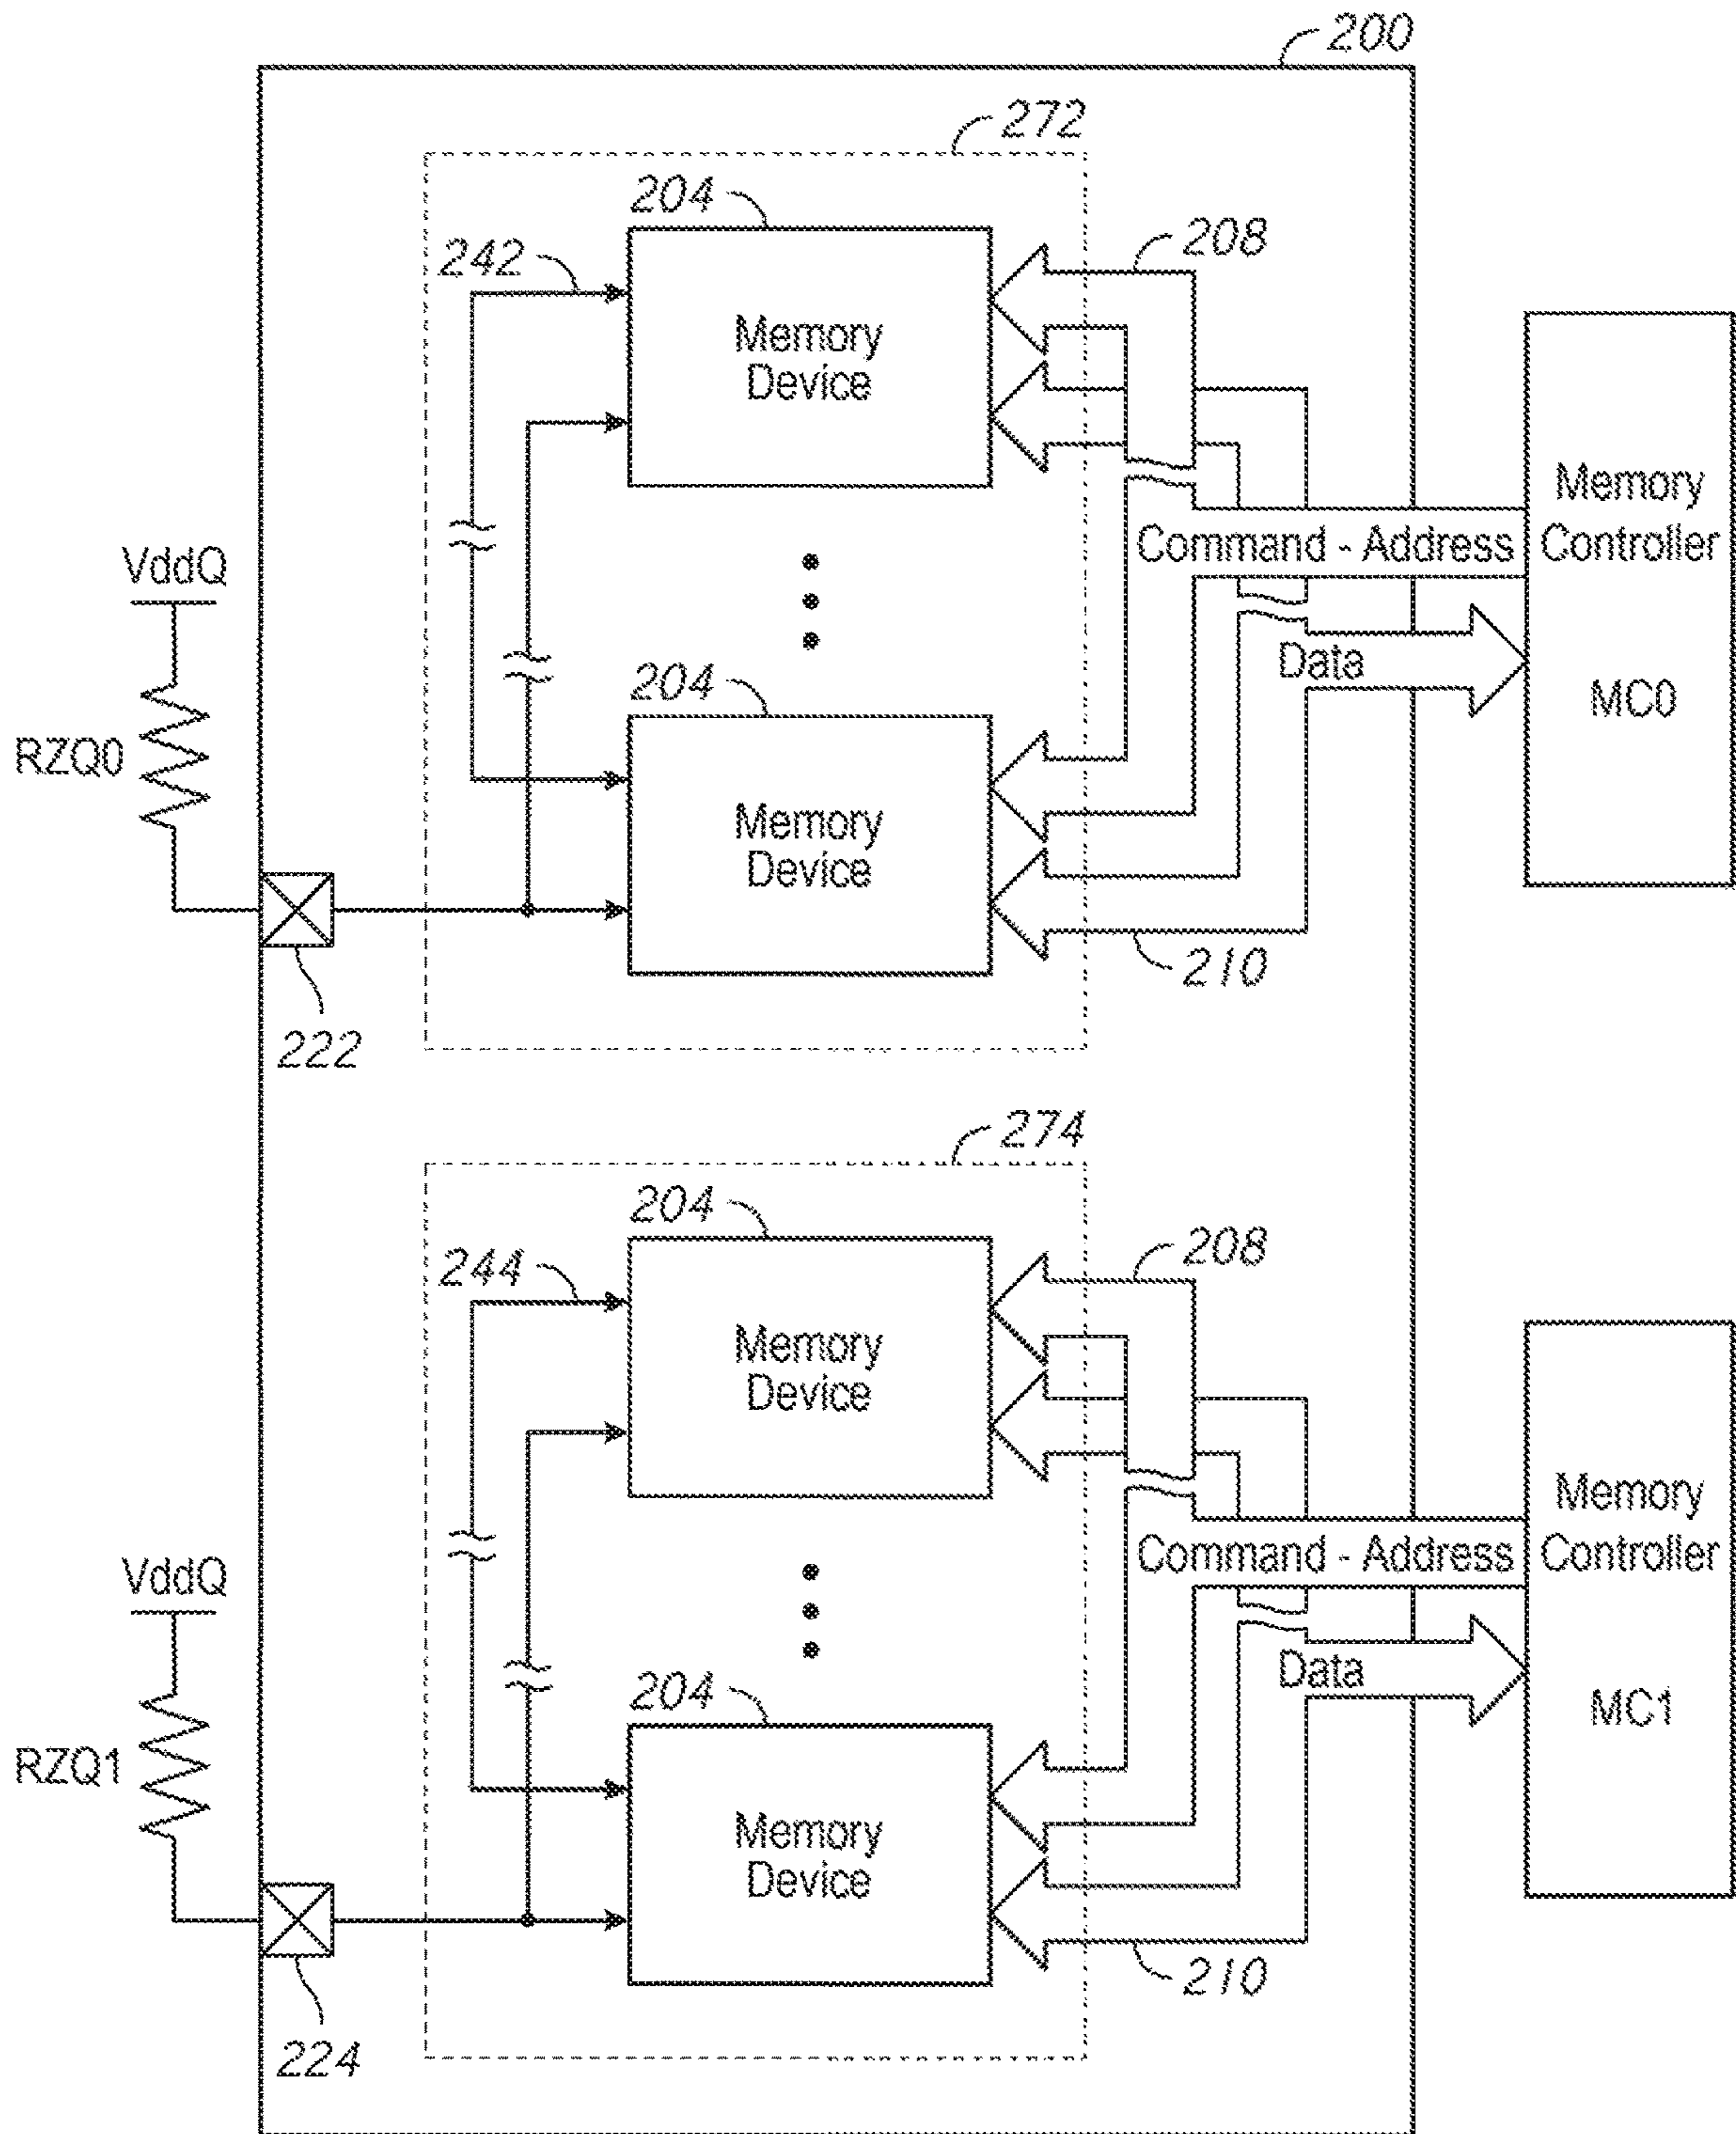 200
272
204
242
208
Memory
Device
Memory
Controller
MC0
Command - Address
Data
VddQ
RZQ0
204
Memory
Device
210
222
274
204
244
208
Memory
Device
Memory
Controller
MC1
Command - Address
Data
VddQ
RZQ1
204
Memory
Device
210
224